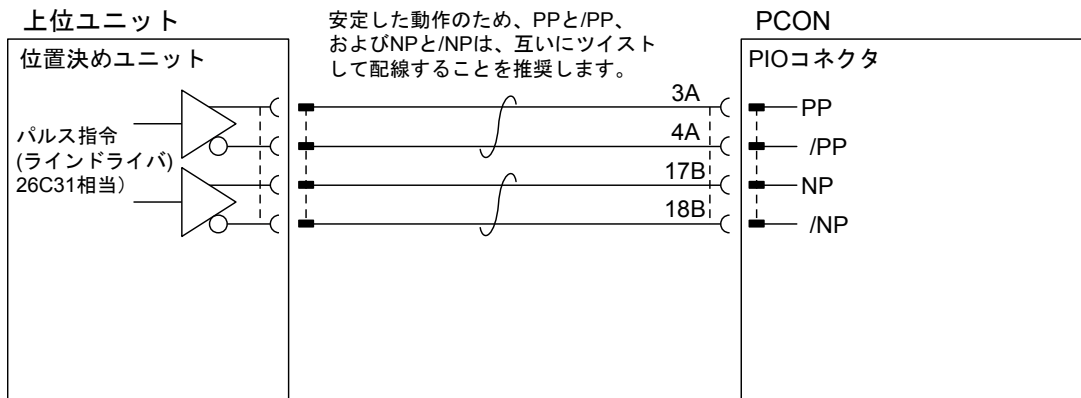 上位ユニット
位置決めユニット
パルス指令
(ラインドライバ)
26C31相当）
安定した動作のため、PPと/PP、
およびNPと/NPは、互いにツイスト
して配線することを推奨します。
3A
4A
17B
18B
PCON
PIOコネクタ
PP
/PP
NP
/NP